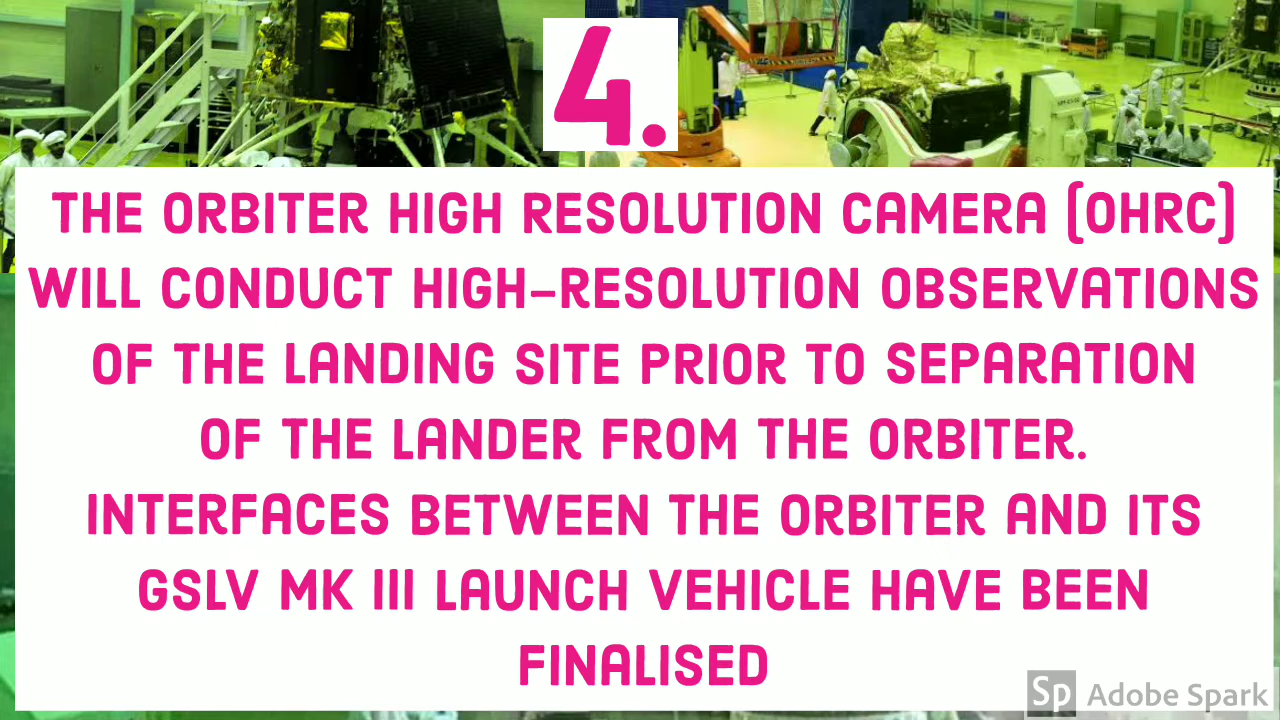 4.
THE ORBITER HIGH RESOLUTION CAMERA (OHRC)
WILL CONDUCT HIGH-RESOLUTION OBSERVATIONS
OF THE LANDING SITE PRIOR TO SEPARATION
OF THE LANDER FROM THE ORBITER.
INTERFACES BETWEEN THE ORBITER AND ITS
GSLV MK III LAUNCH VEHICLE HAVE BEEN
FINALISED
Sp Adobe Spark